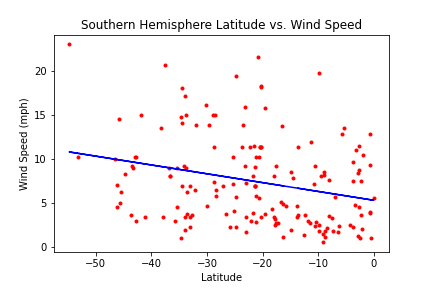 Southern Hemisphere Latitude vs. Wind Speed
Wind Speed (mph)
20
15
10
5
0
−50 −40 −30 −20 −10 0
Latitude